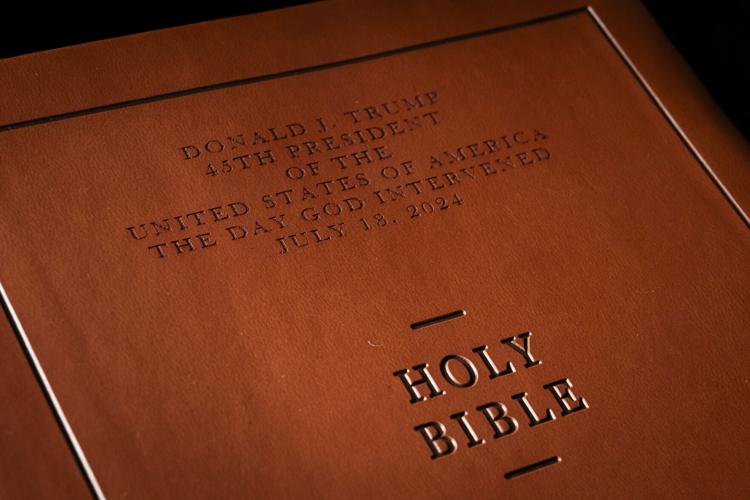 DONALD J. TRUMP
45TH PRESIDENT
OF THE
UNITED STATES OF AMERICA
THE DAY GOD INTERVENED
JULY 13, 2024
HOLY
BIBLE